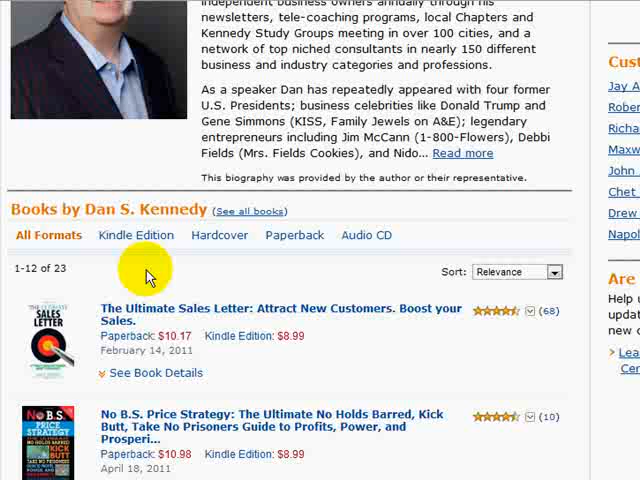 independent business owners annually through his
newsletters, tele-coaching programs, local Chapters and
Kennedy Study Groups meeting in over 100 cities, and a
network of top niched consultants in nearly 150 different
business and industry categories and professions.
As a speaker Dan has repeatedly appeared with four former
U.S. Presidents; business celebrities like Donald Trump and
Gene Simmons (KISS, Family Jewels on A&E); legendary
entrepreneurs including Jim McCann (1-800-Flowers), Debbi
Fields (Mrs. Fields Cookies), and Nido... Read more
This biography was provided by the author or their representative.
Books by Dan S. Kennedy (See all books)
All Formats Kindle Edition Hardcover Paperback Audio CD
1-12 of 23
Sort: Relevance
THE ULTIMATE
SALES
LETTER
The Ultimate Sales Letter: Attract New Customers. Boost your
Sales.
(68)
Paperback: $10.17 Kindle Edition: $8.99
February 14, 2011
See Book Details
No B.S.
PRICE
STRATEGY
No B.S. Price Strategy: The Ultimate No Holds Barred, Kick
Butt, Take No Prisoners Guide to Profits, Power, and
Prosperi...
(10)
Paperback: $10.98 Kindle Edition: $8.99
April 18, 2011
Cust
Jay A
Rober
Richa
Maxw
John
Chet
Drew
Napol
Are
Help u
updat
new c
Lea
Cen